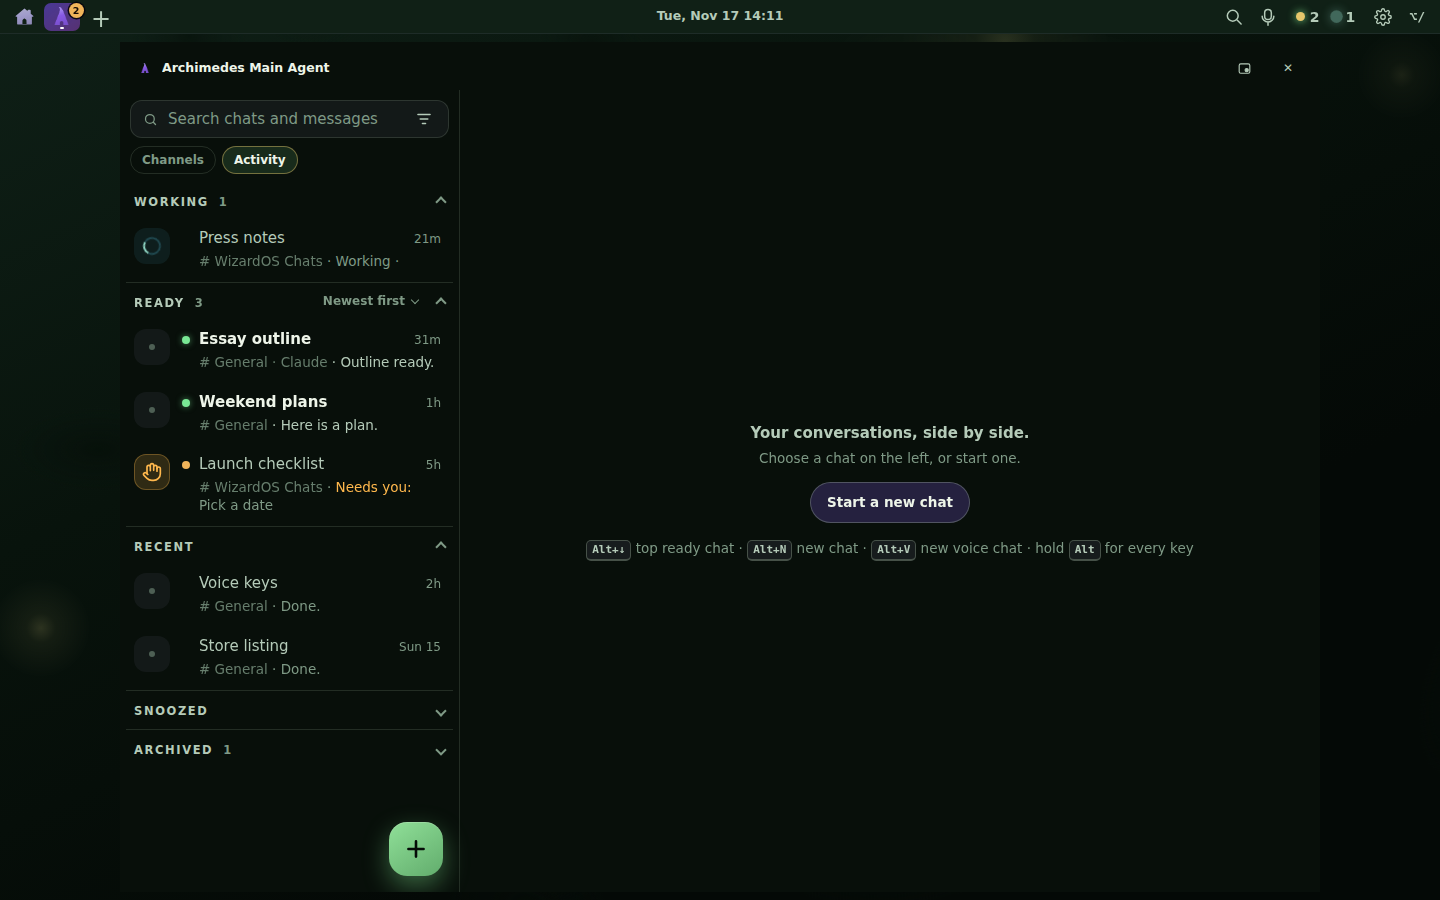 2
Tue, Nov 17 14:11
2 1
⌥/
Archimedes Main Agent
Search chats and messages
Channels Activity
WORKING 1
Press notes 21m
# WizardOS Chats · Working ·
READY 3 Newest first
Essay outline 31m
# General · Claude · Outline ready.
Weekend plans 1h
# General · Here is a plan.
Launch checklist 5h
# WizardOS Chats · Needs you:
Pick a date
RECENT
Voice keys 2h
# General · Done.
Store listing Sun 15
# General · Done.
SNOOZED
ARCHIVED 1
Your conversations, side by side.
Choose a chat on the left, or start one.
Start a new chat
Alt+↓ top ready chat · Alt+N new chat · Alt+V new voice chat · hold Alt for every key